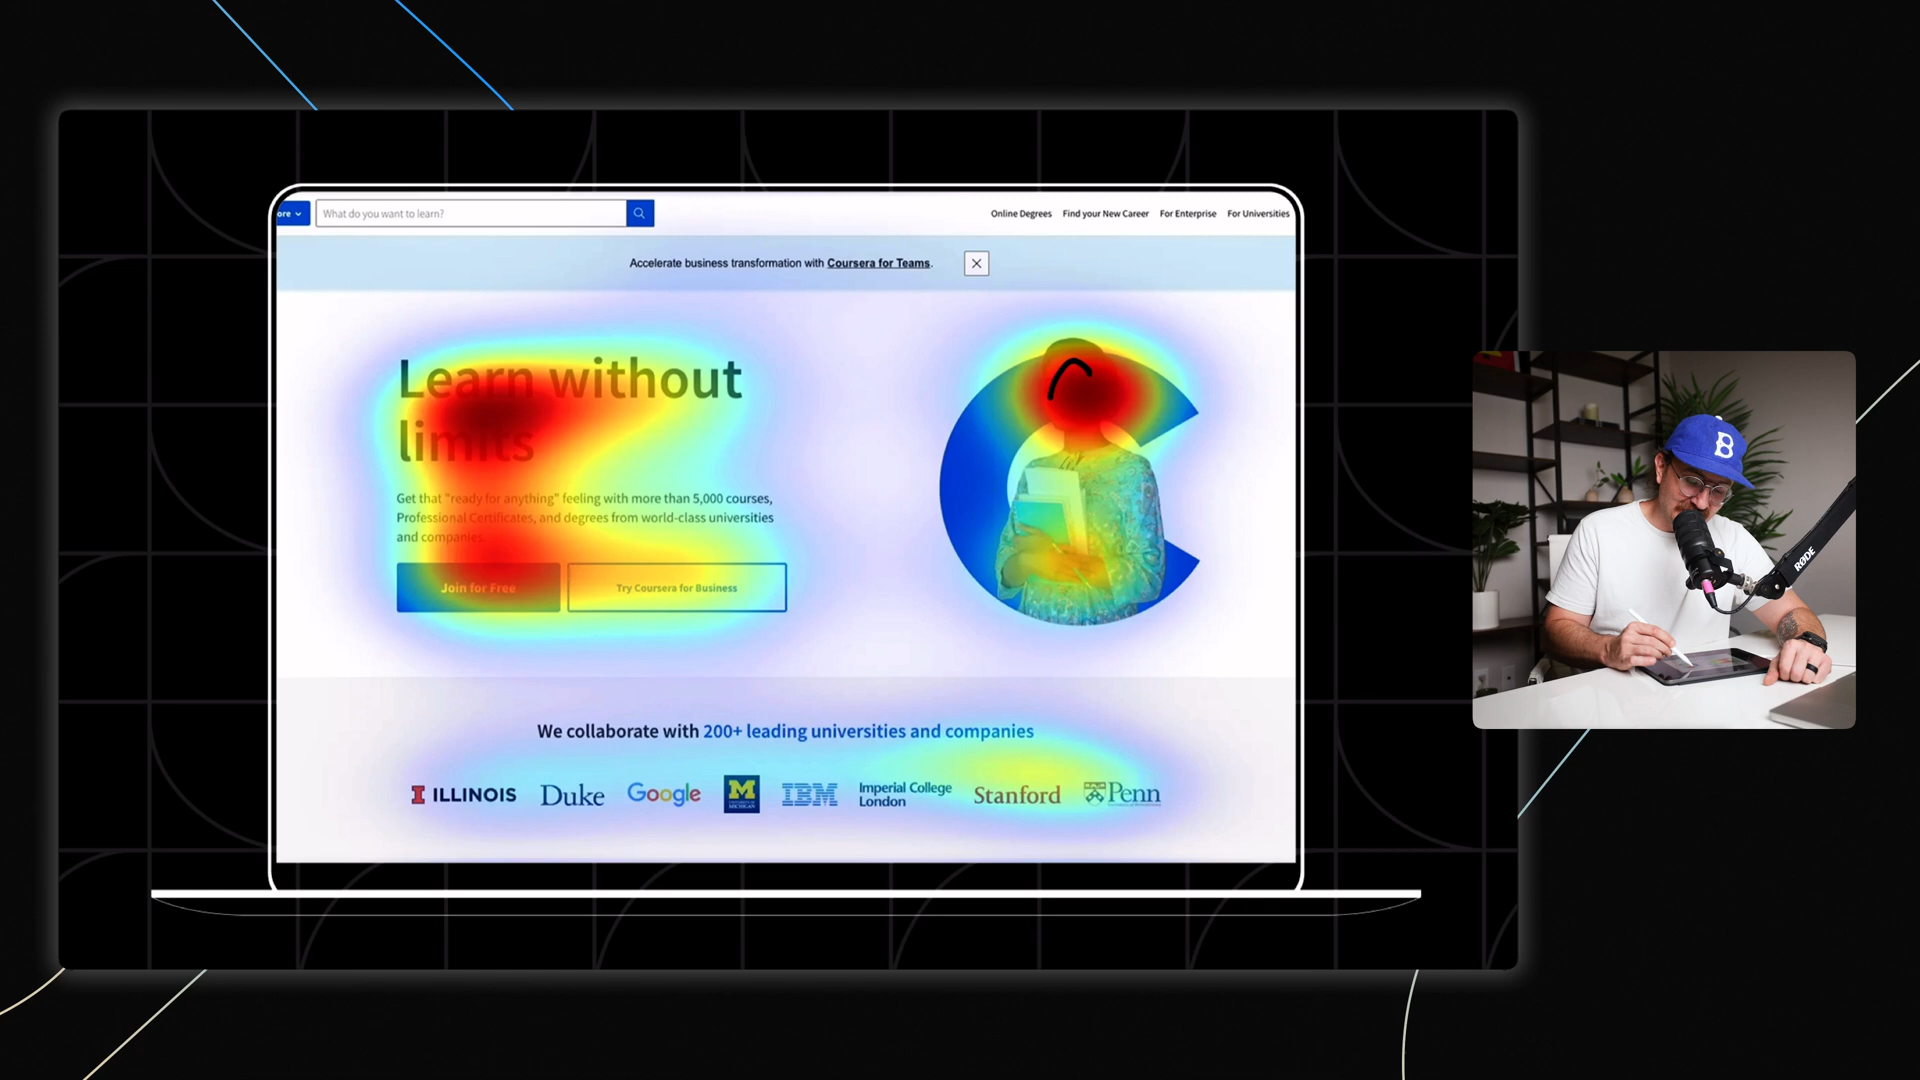 ore
What do you want to learn?
Online Degrees Find your New Career For Enterprise For Universities
Accelerate business transformation with Coursera for Teams.
Learn without
limits
Get that "ready for anything" feeling with more than 5,000 courses,
Professional Certificates, and degrees from world-class universities
and companies.
Join for Free
Try Coursera for Business
We collaborate with 200+ leading universities and companies
I ILLINOIS
Duke
Google
M
IBM
Imperial College
London
Stanford
Penn
B
RØDE